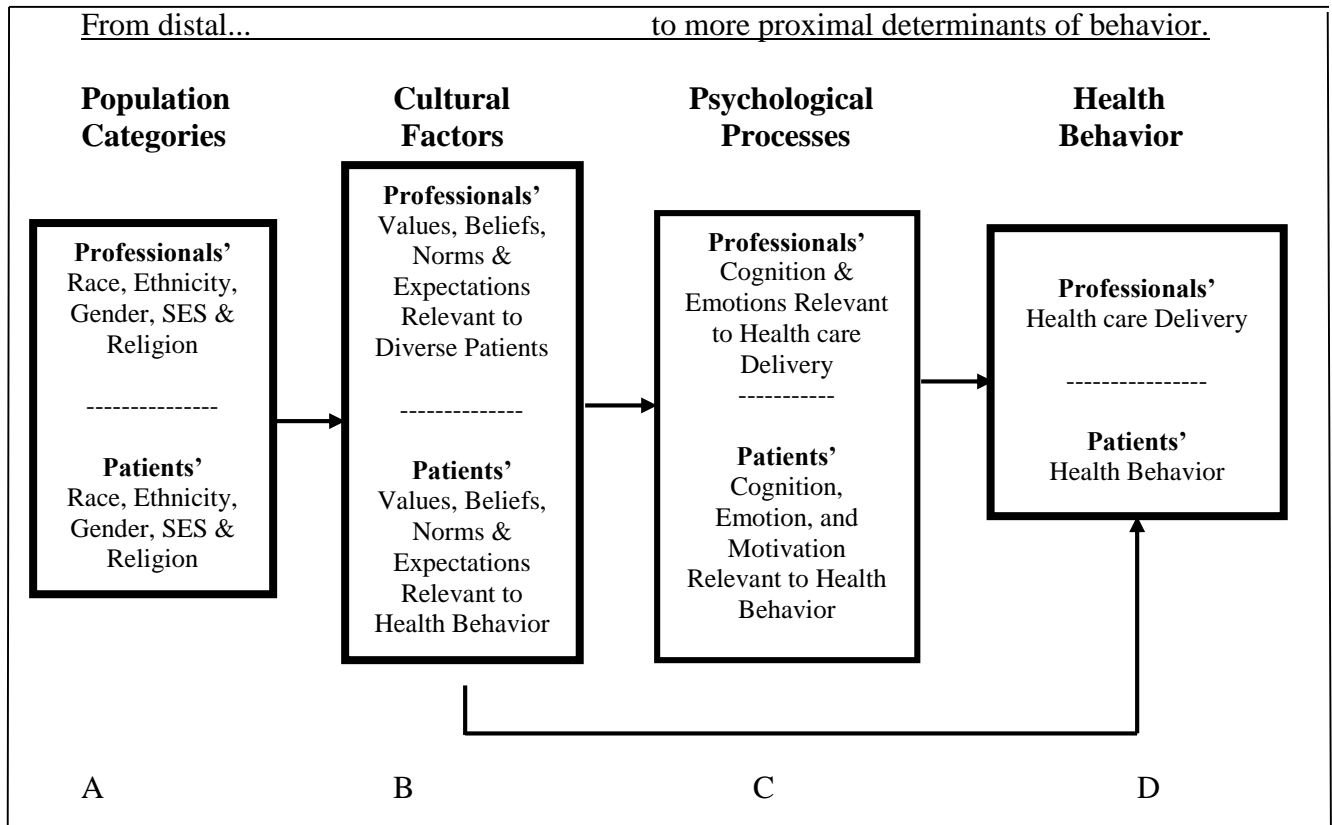 From distal... to more proximal determinants of behavior.
Population
Categories
Cultural
Factors
Psychological
Processes
Health
Behavior
Professionals’
Race, Ethnicity,
Gender, SES &
Religion
----------------
Patients’
Race, Ethnicity,
Gender, SES &
Religion
Professionals’
Values, Beliefs,
Norms &
Expectations
Relevant to
Diverse Patients
--------------
Patients’
Values, Beliefs,
Norms &
Expectations
Relevant to
Health Behavior
Professionals’
Cognition &
Emotions Relevant
to Health care
Delivery
-----------
Patients’
Cognition,
Emotion, and
Motivation
Relevant to Health
Behavior
Professionals’
Health care Delivery
----------------
Patients’
Health Behavior
A B C D